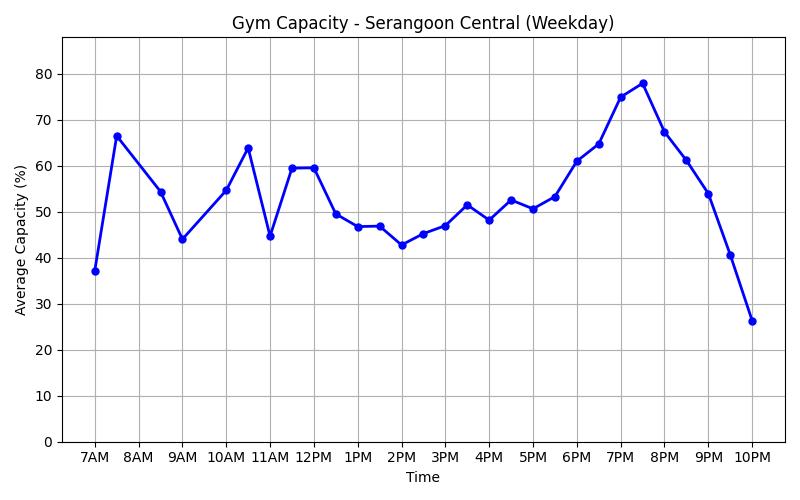 Gym Capacity - Serangoon Central (Weekday)
Average Capacity (%)
80
70
60
50
40
30
20
10
0
7AM 8AM 9AM 10AM 11AM 12PM 1PM 2PM 3PM 4PM 5PM 6PM 7PM 8PM 9PM 10PM
Time